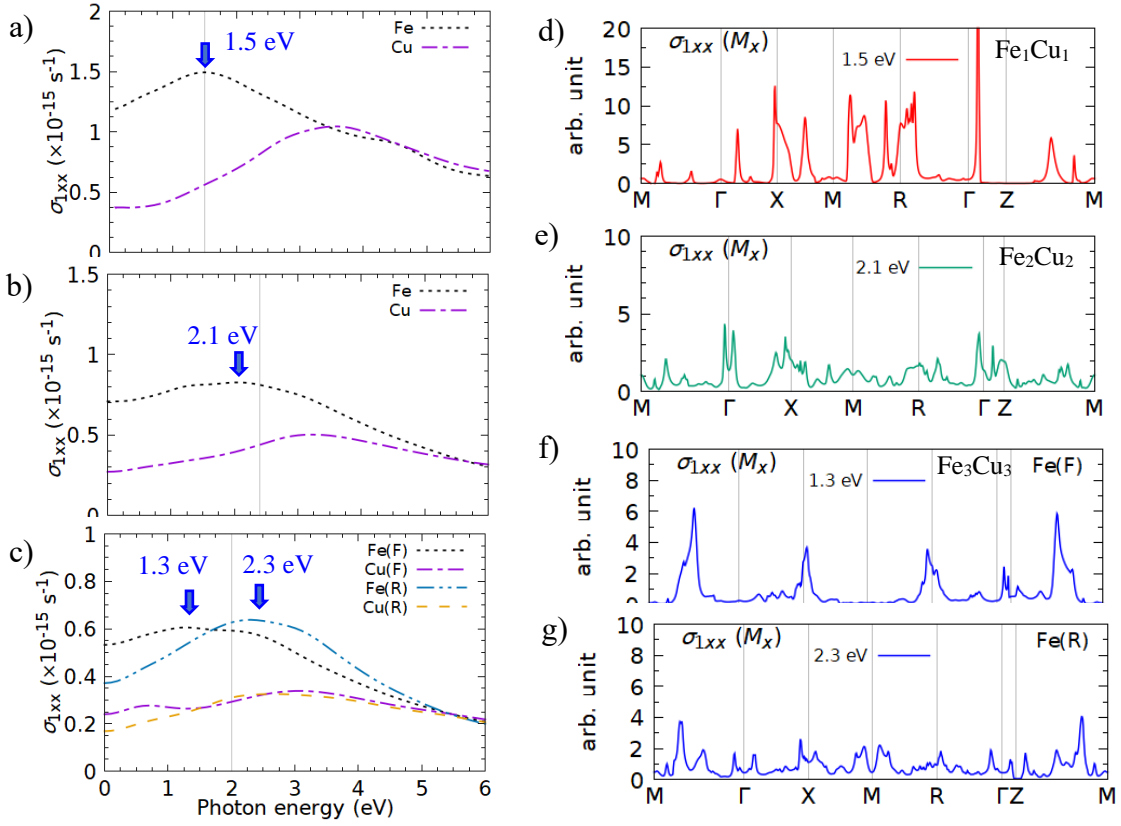 a)
2
1.5
1
0.5
0
σ1xx (×10-15 s-1)
Fe
Cu
1.5 eV
b)
1.5
1
0.5
0
σ1xx (×10-15 s-1)
Fe
Cu
2.1 eV
c)
1
0.8
0.6
0.4
0.2
0
σ1xx (×10-15 s-1)
1.3 eV 2.3 eV
Fe(F)
Cu(F)
Fe(R)
Cu(R)
0 1 2 3 4 5 6
Photon energy (eV)
d)
20
15
10
5
0
arb. unit
σ1xx (Mx)
1.5 eV
Fe1Cu1
M Γ X M R Γ Z M
e)
10
5
0
arb. unit
σ1xx (Mx)
2.1 eV
Fe2Cu2
M Γ X M R Γ Z M
f)
10
8
6
4
2
0
arb. unit
σ1xx (Mx)
Fe3Cu3
Fe(F)
1.3 eV
g)
10
8
6
4
2
0
arb. unit
σ1xx (Mx)
Fe(R)
2.3 eV
M Γ X M R Γ Z M